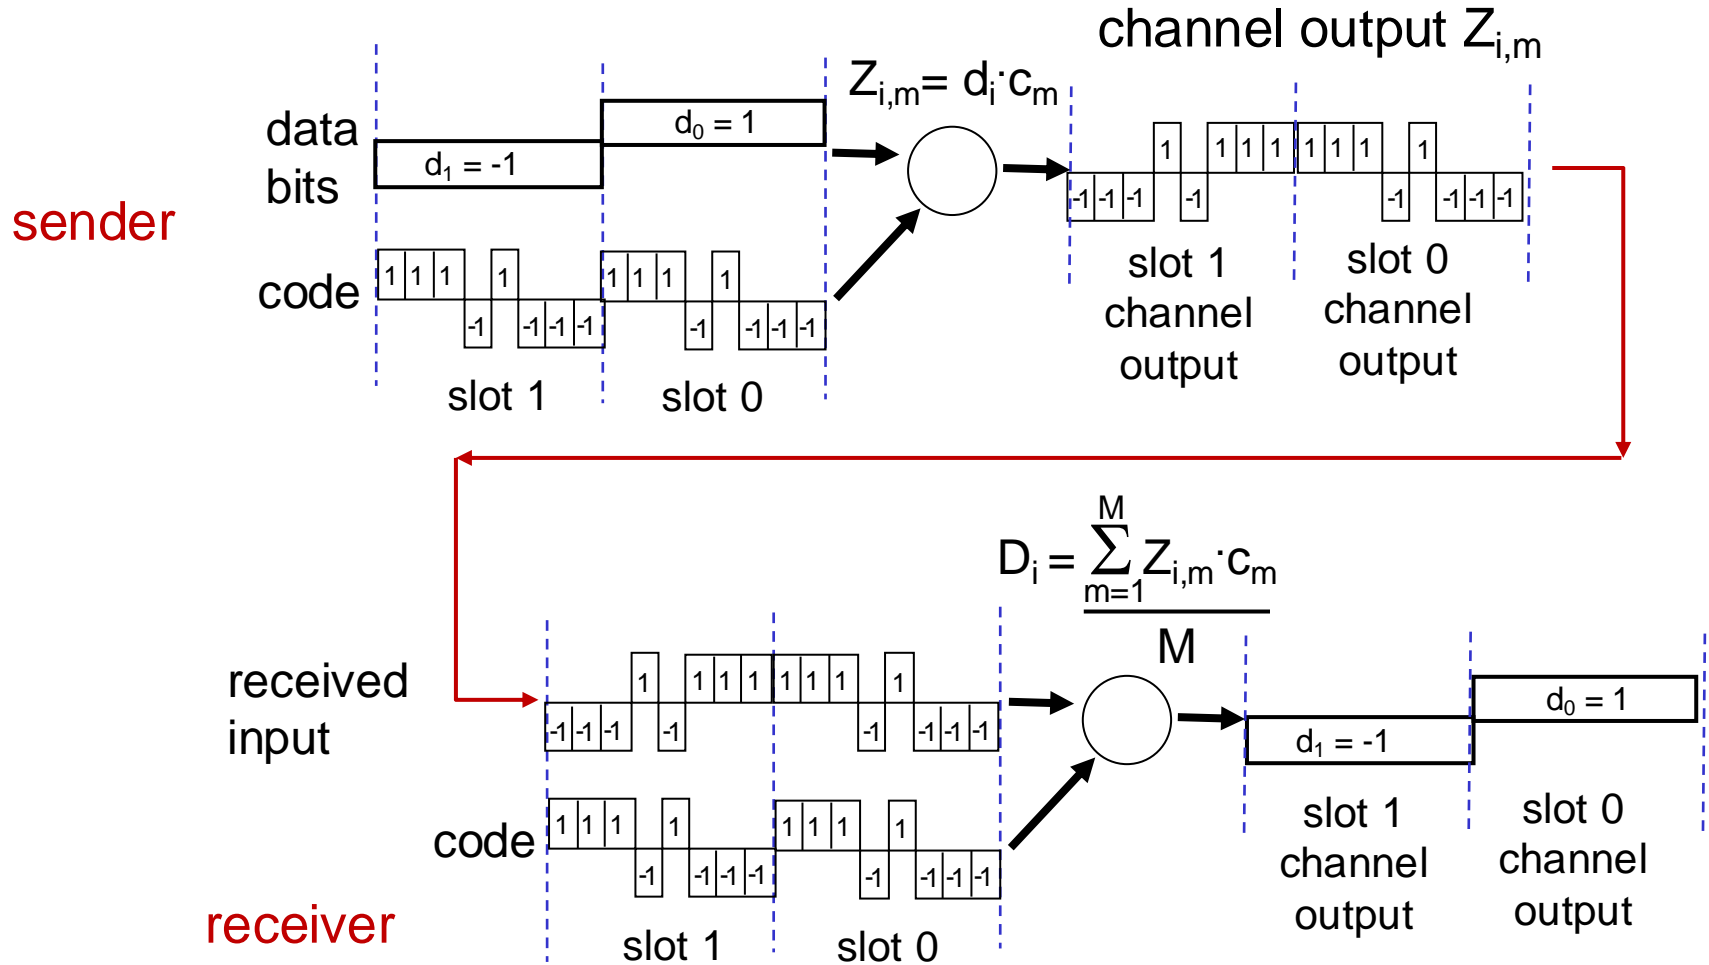 channel output Z_{i,m}
Z_{i,m}= d_i·c_m
data
bits
d_0 = 1
d_1 = -1
1 1 1 -1 1 -1 -1 -1 1 1 1 -1 1 -1 -1 -1
-1 -1 -1 1 -1 1 1 1 1 1 1 -1 1 -1 -1 -1
sender
code
slot 1
slot 0
slot 1
channel
output
slot 0
channel
output
D_i = Σ_{m=1}^{M} Z_{i,m}·c_m
M
received
input
-1 -1 -1 1 -1 1 1 1 1 1 1 -1 1 -1 -1 -1
d_0 = 1
d_1 = -1
code
1 1 1 -1 1 -1 -1 -1 1 1 1 -1 1 -1 -1 -1
slot 1
channel
output
slot 0
channel
output
receiver
slot 1
slot 0